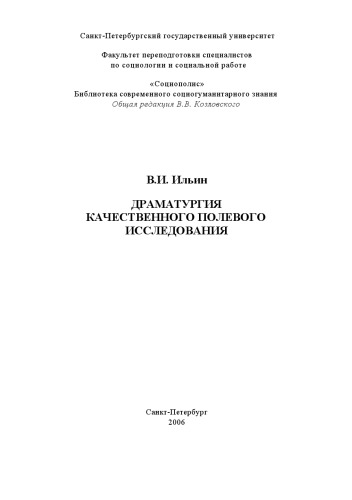 Санкт-Петербургский государственный университет
Факультет переподготовки специалистов
по социологии и социальной работе
«Социополис»
Библиотека современного социогуманитарного знания
Общая редакция В.В. Козловского
В.И. Ильин
ДРАМАТУРГИЯ
КАЧЕСТВЕННОГО ПОЛЕВОГО
ИССЛЕДОВАНИЯ
Санкт-Петербург
2006